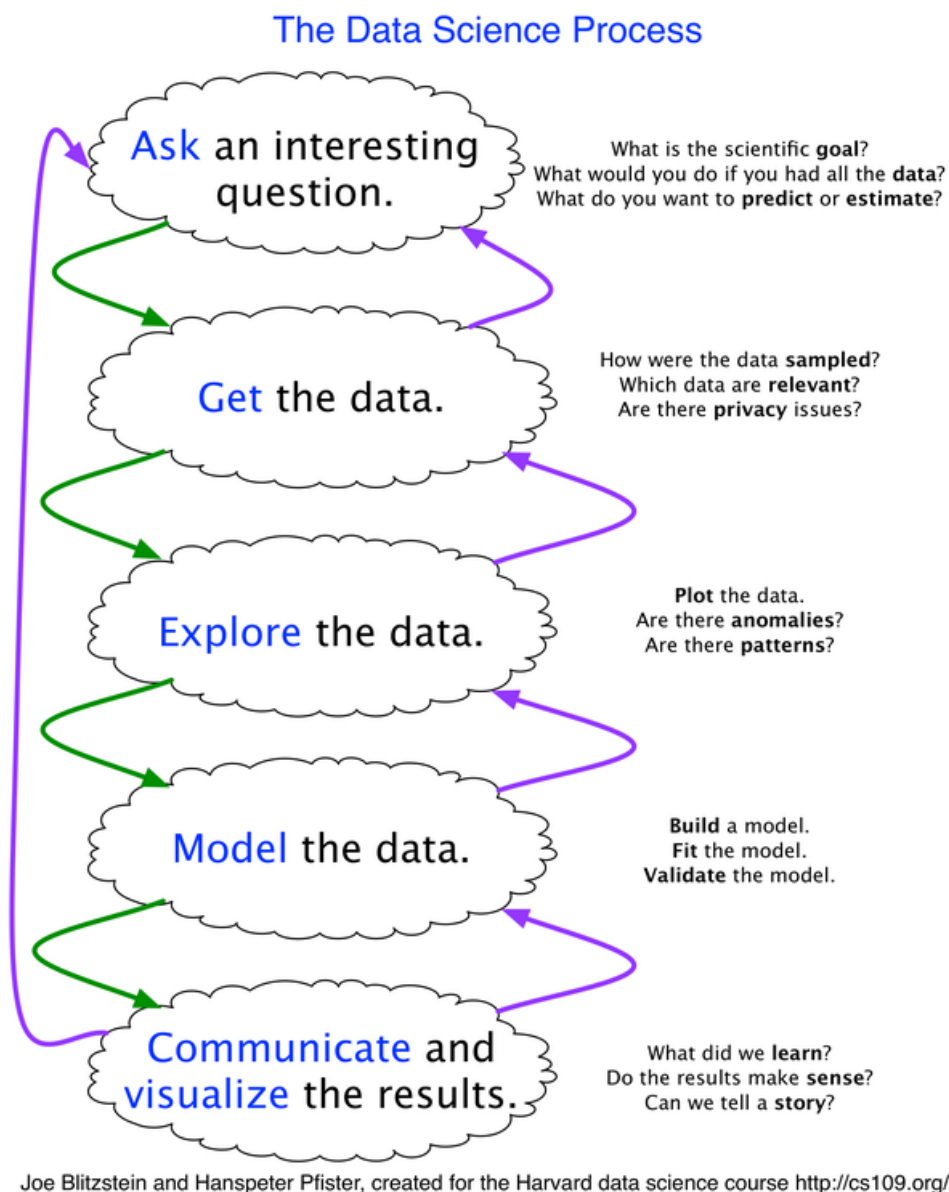 The Data Science Process
Ask an interesting
question.
What is the scientific goal?
What would you do if you had all the data?
What do you want to predict or estimate?
Get the data.
How were the data sampled?
Which data are relevant?
Are there privacy issues?
Explore the data.
Plot the data.
Are there anomalies?
Are there patterns?
Model the data.
Build a model.
Fit the model.
Validate the model.
Communicate and
visualize the results.
What did we learn?
Do the results make sense?
Can we tell a story?
Joe Blitzstein and Hanspeter Pfister, created for the Harvard data science course http://cs109.org/